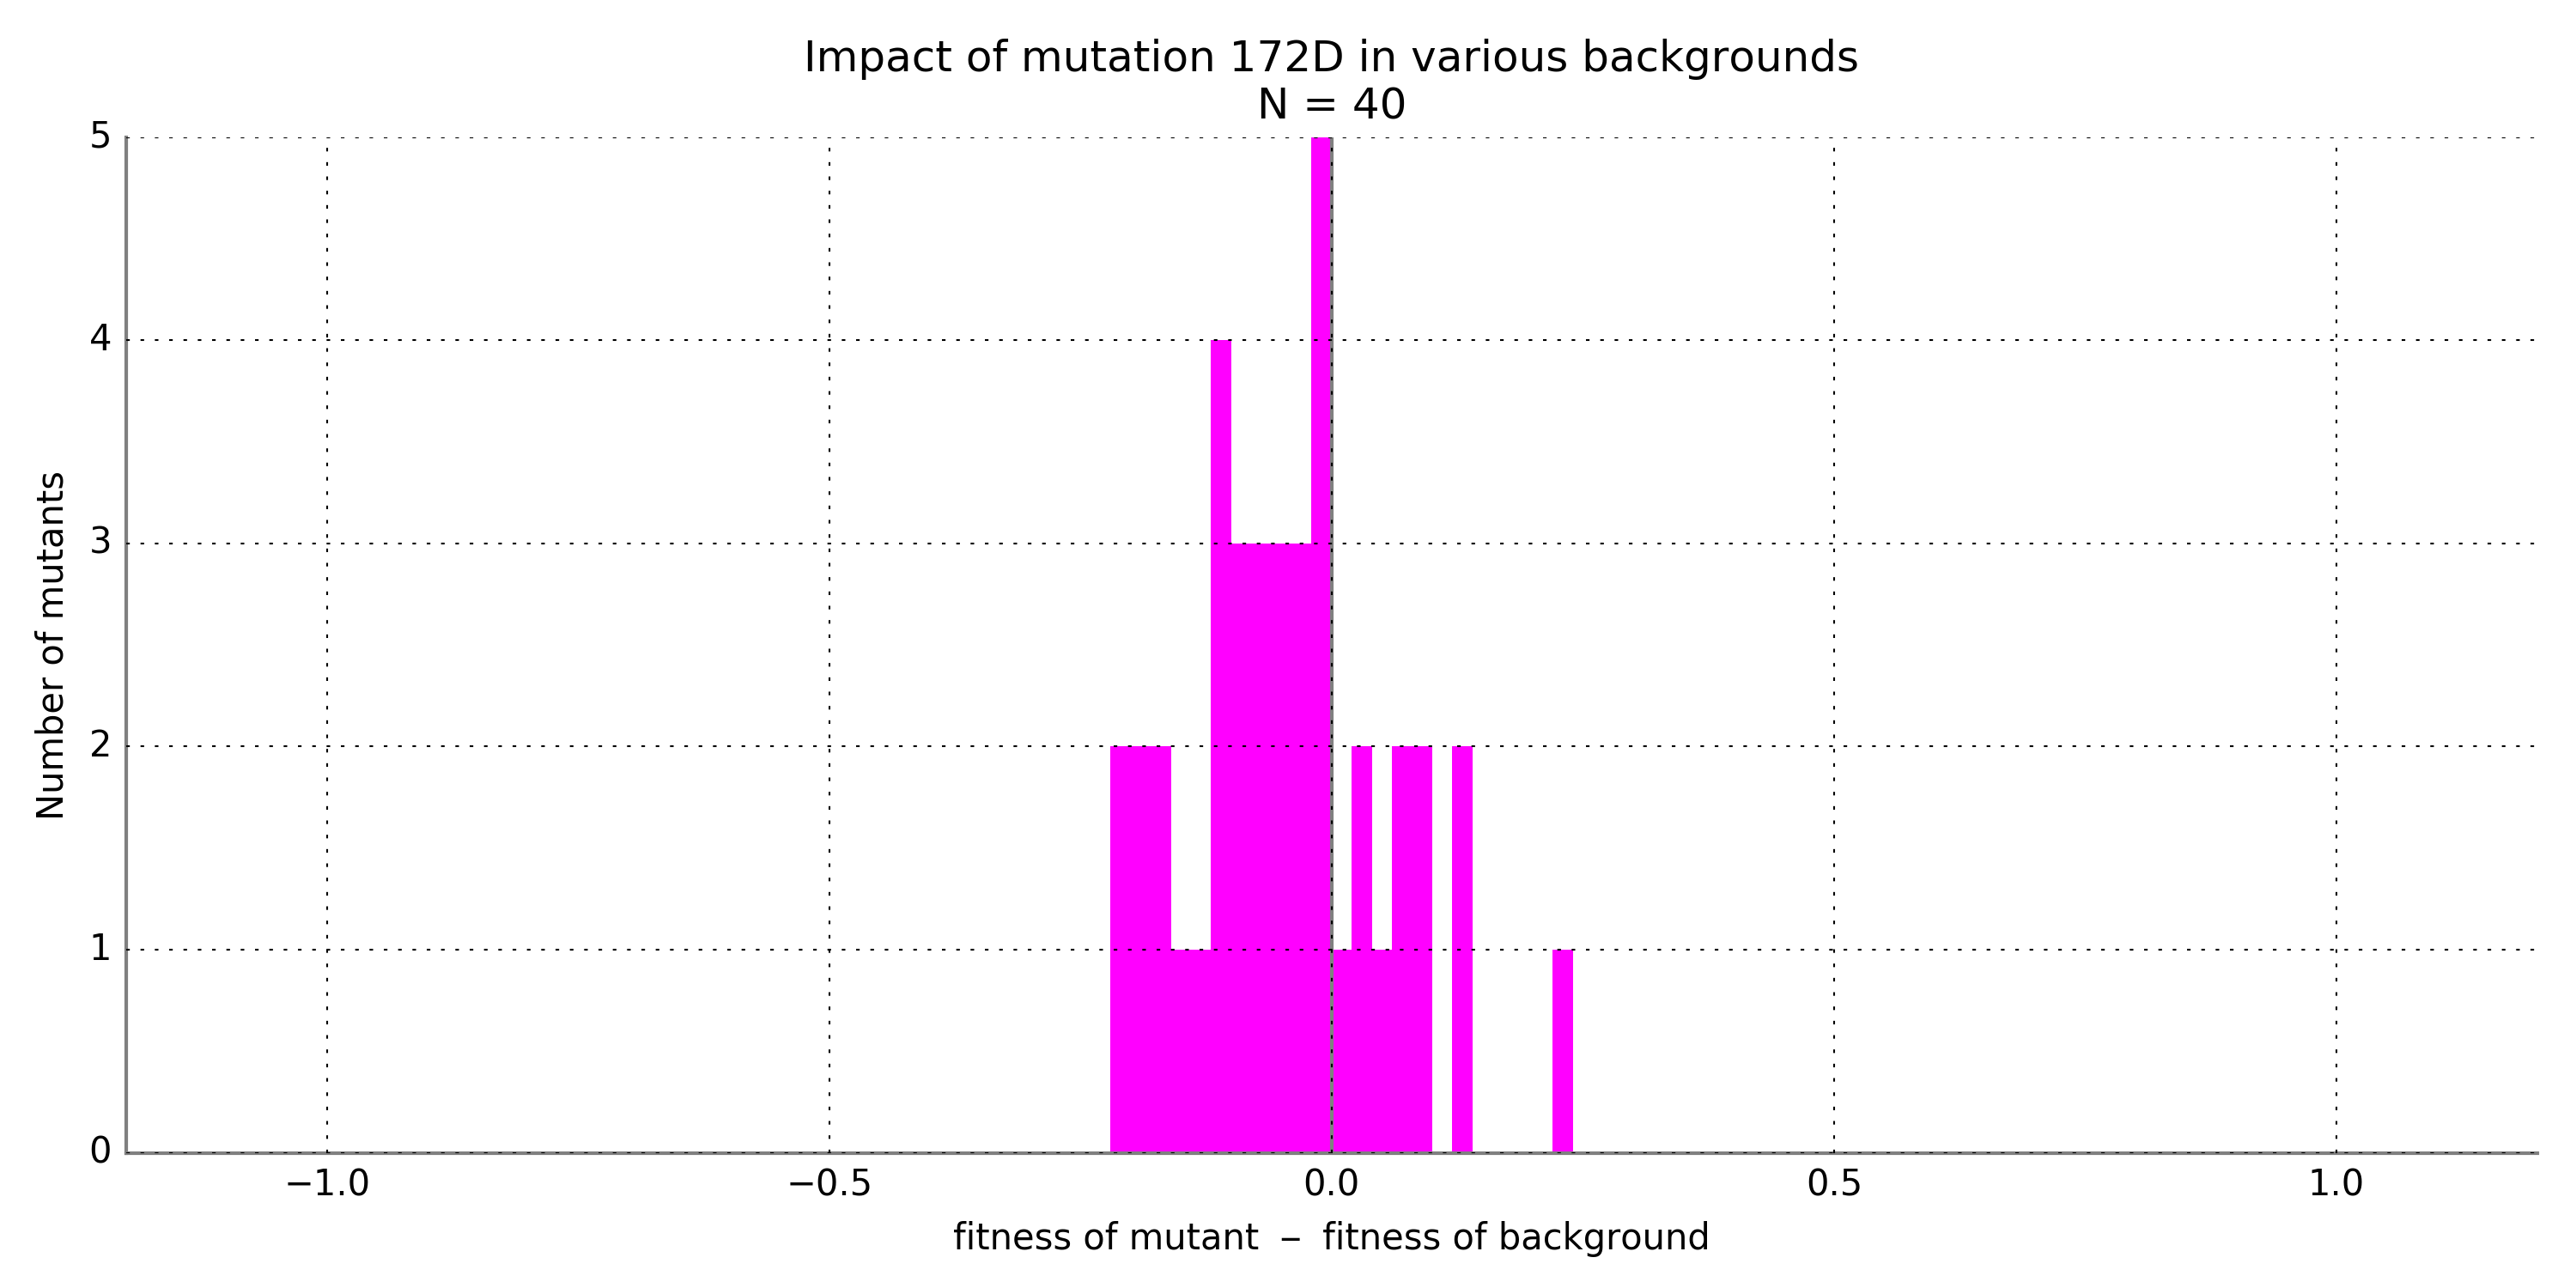 Impact of mutation 172D in various backgrounds
N = 40
5
4
3
2
1
0
Number of mutants
−1.0 −0.5 0.0 0.5 1.0
fitness of mutant – fitness of background